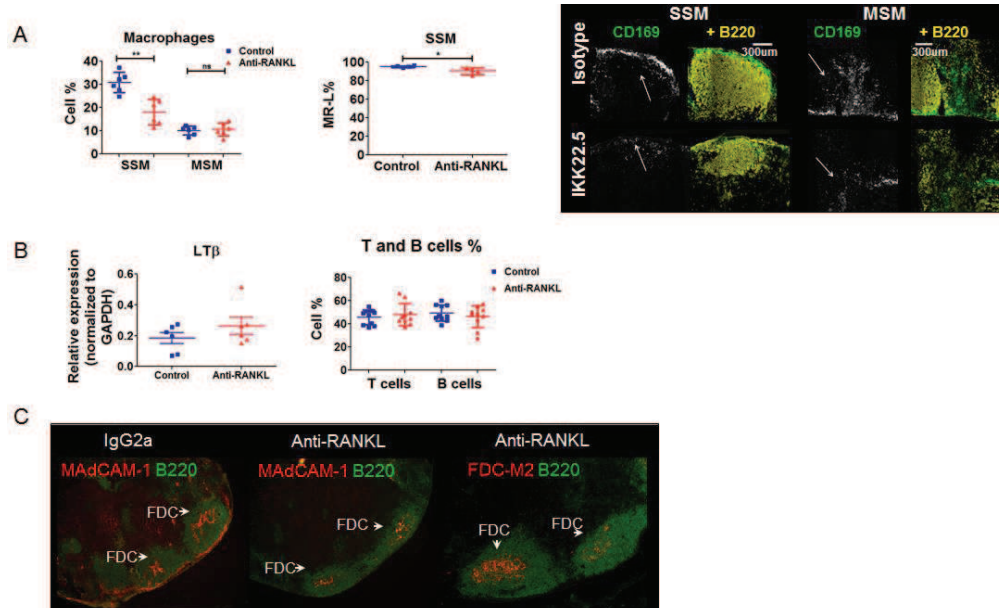 A
Macrophages
Control
Anti-RANKL
**
ns
Cell %
40
30
20
10
0
SSM MSM
SSM
*
MR-L%
100
80
60
40
20
0
Control Anti-RANKL
SSM MSM
CD169 + B220 CD169 + B220
300um 300um
Isotype
IKK22.5
B
LTβ
Relative expression
(normalized to
GAPDH)
0.6
0.4
0.2
0.0
Control Anti-RANKL
T and B cells %
Control
Anti-RANKL
Cell %
80
60
40
20
0
T cells B cells
C
IgG2a Anti-RANKL Anti-RANKL
MAdCAM-1 B220 MAdCAM-1 B220 FDC-M2 B220
FDC FDC FDC FDC
FDC FDC